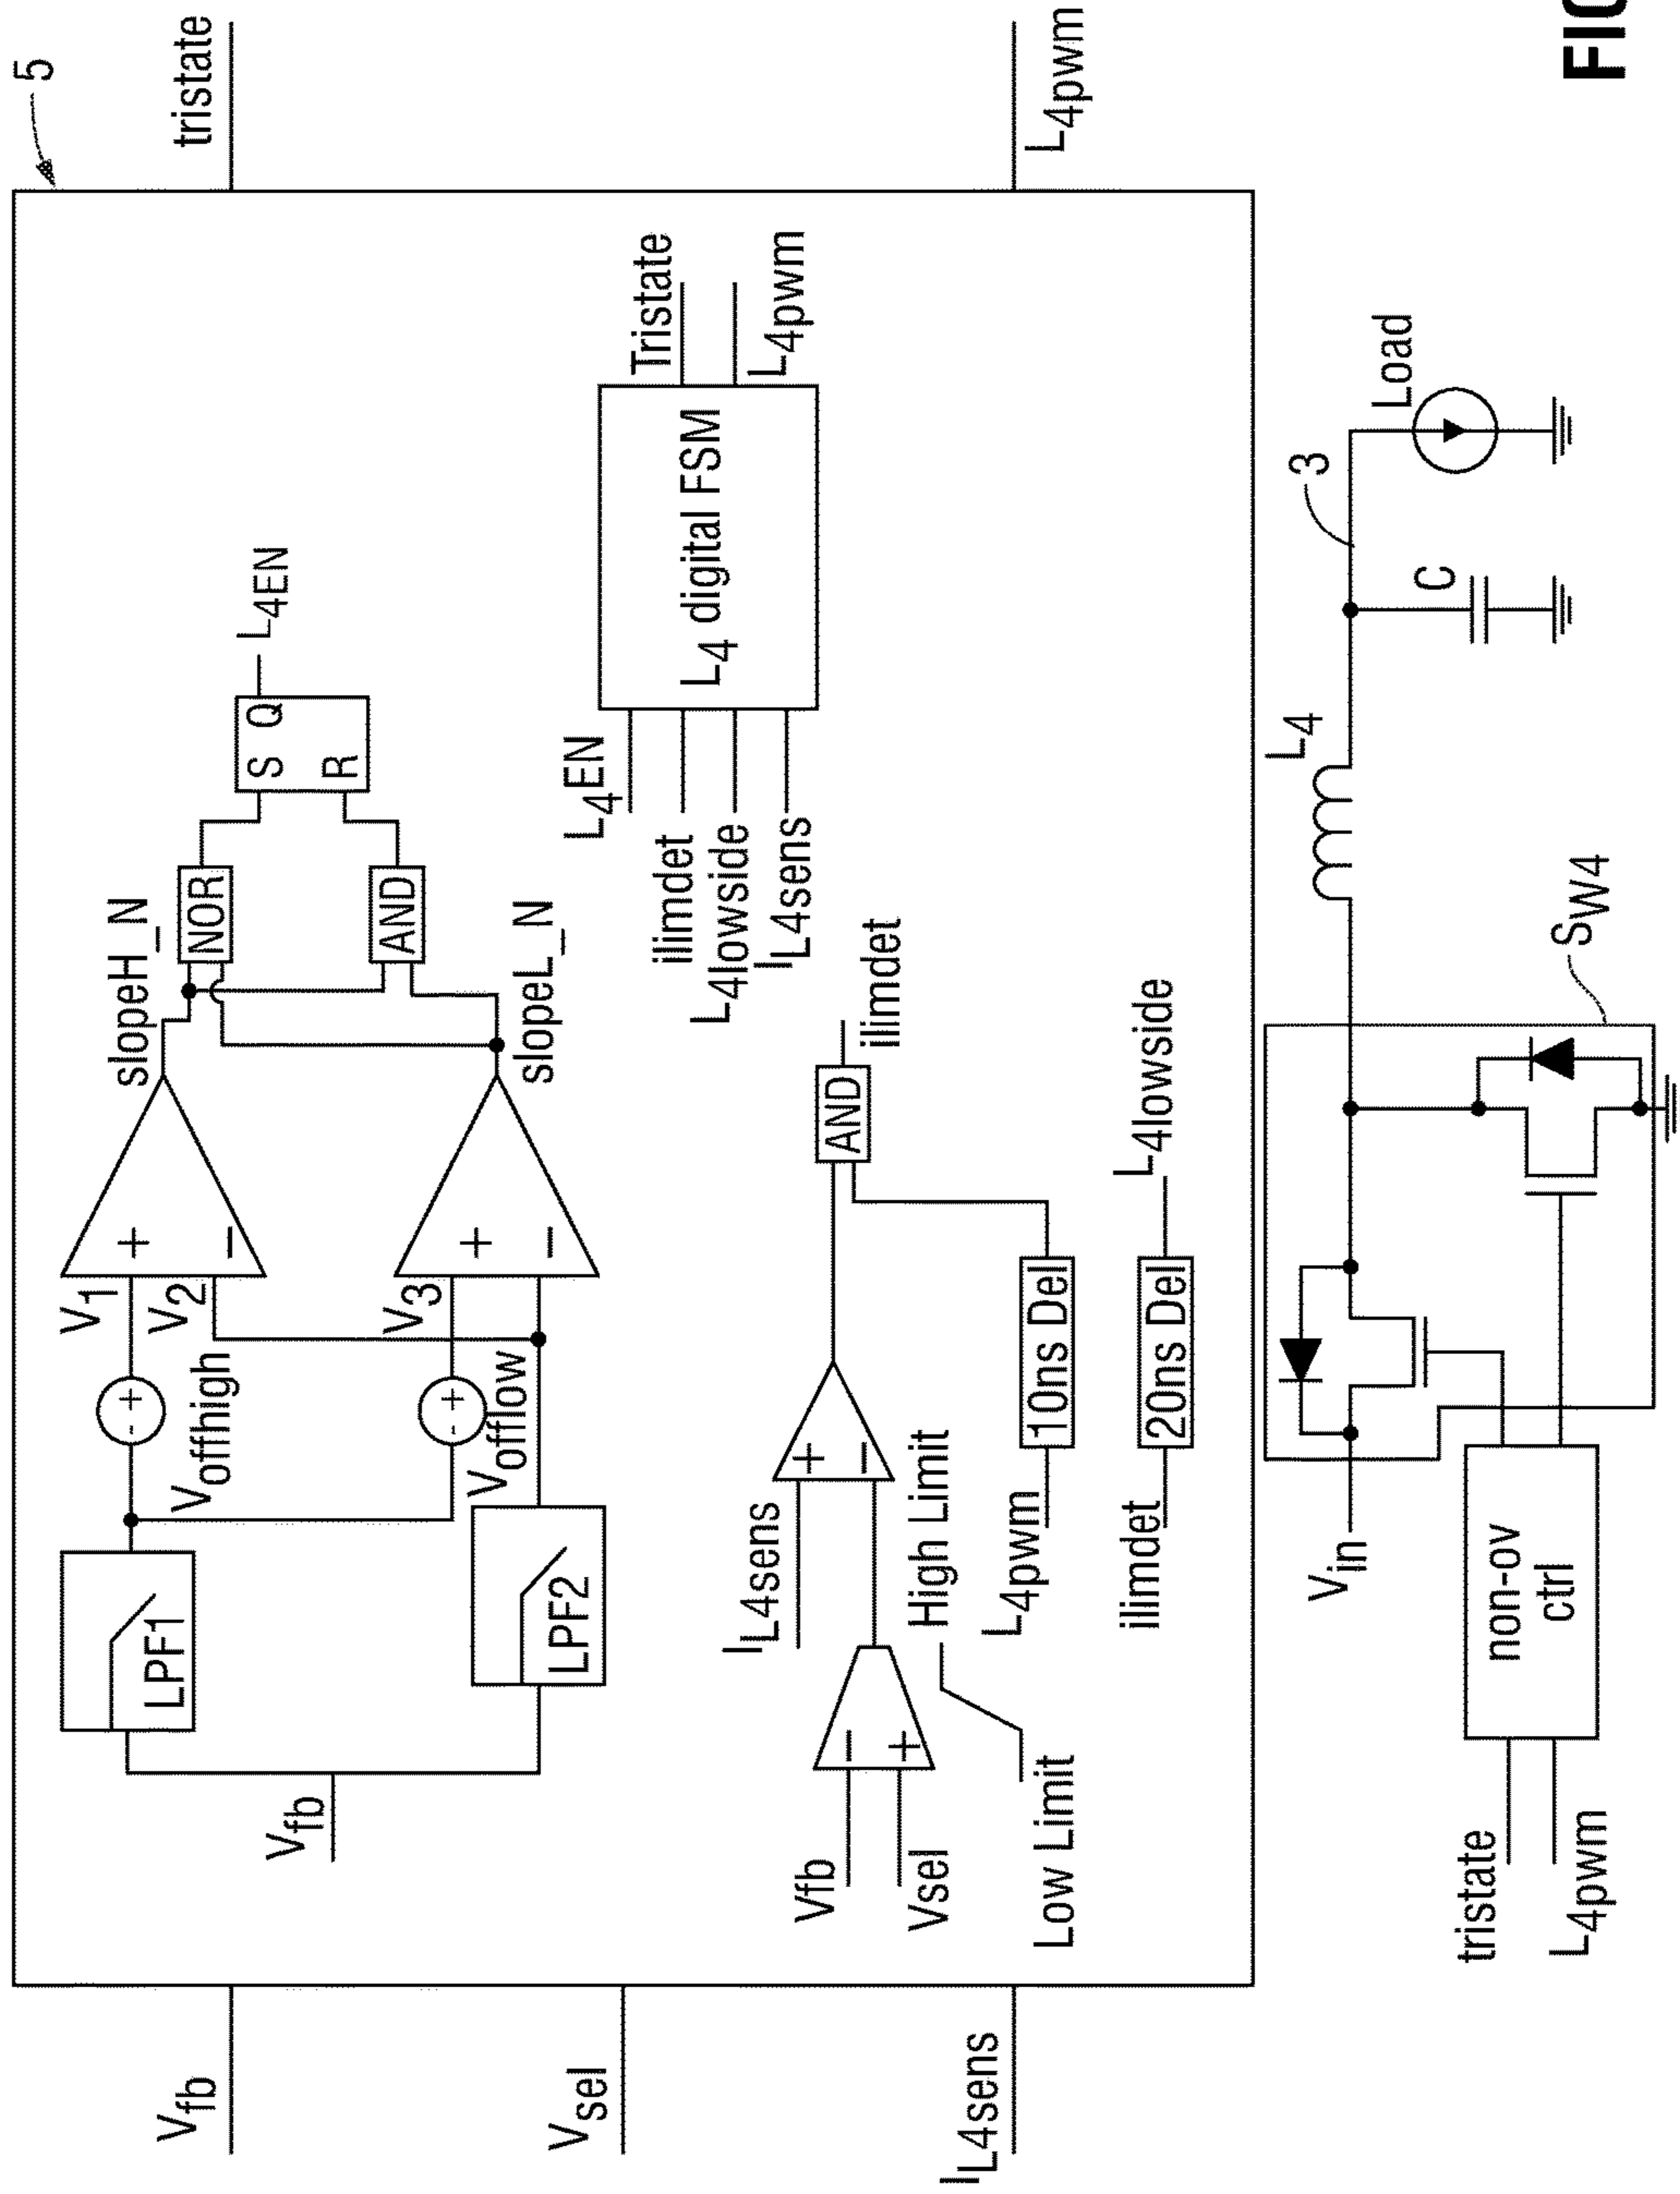 5
tristate
L4pwm
Vfb
Vsel
IL4sens
Vfb
LPF1
LPF2
Voffhigh
Vofflow
- +
- +
V1
V2
V3
+
−
+
−
slopeH_N
slopeL_N
NOR
AND
S Q
R
L4EN
Vfb
Vsel
−
+
Low Limit
High Limit
IL4sens
+
−
AND
ilimdet
L4pwm
10ns Del
ilimdet
20ns Del
L4lowside
L4EN
ilimdet
L4lowside
IL4sens
L4 digital FSM
Tristate
L4pwm
tristate
L4pwm
non-ov
ctrl
Vin
SW4
L4
C
3
Load